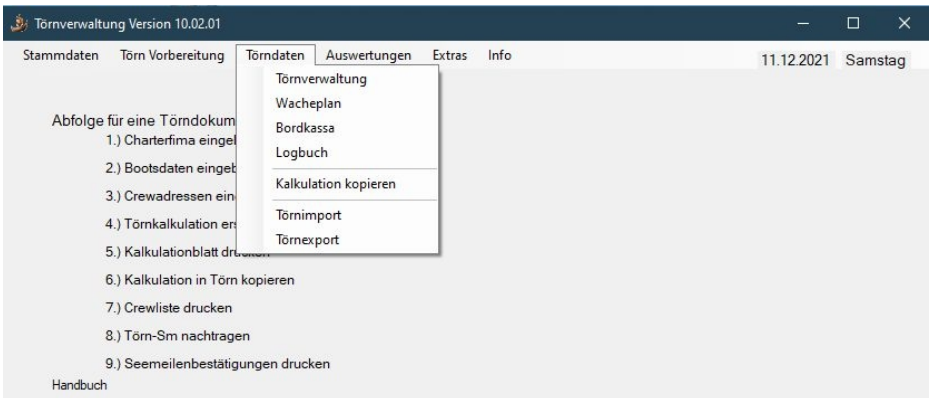 Törnverwaltung Version 10.02.01
Stammdaten Törn Vorbereitung Törndaten Auswertungen Extras Info
11.12.2021 Samstag
Törnverwaltung
Wacheplan
Bordkassa
Logbuch
Kalkulation kopieren
Törnimport
Törnexport
Abfolge für eine Törndokum
1.) Charterfima eingel
2.) Bootsdaten eingeb
3.) Crewadressen ein
4.) Törnkalkulation ers
5.) Kalkulationblatt drucken
6.) Kalkulation in Törn kopieren
7.) Crewliste drucken
8.) Törn-Sm nachtragen
9.) Seemeilenbestätigungen drucken
Handbuch